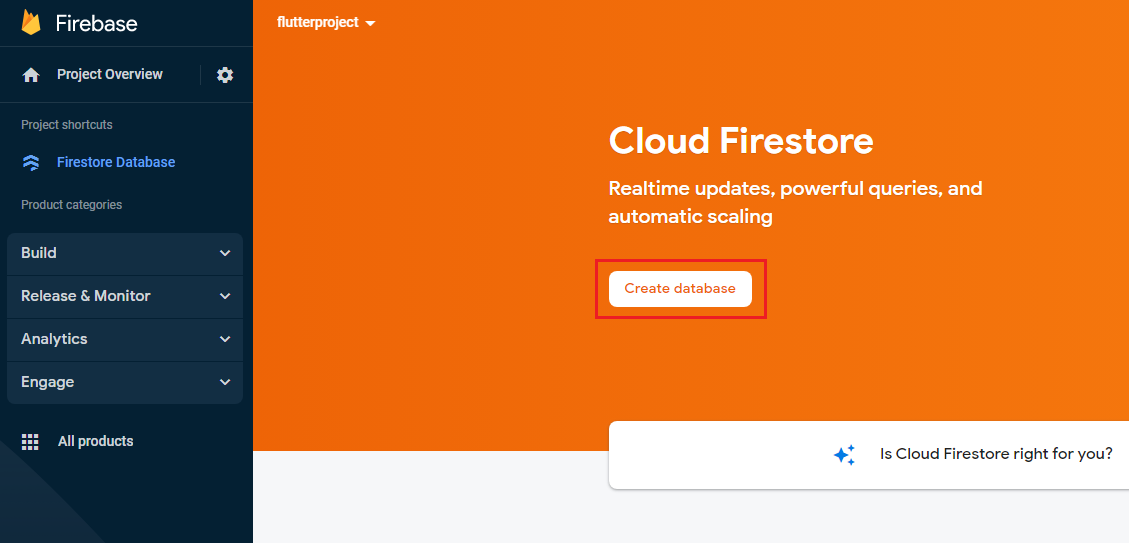 Firebase
Project Overview
Project shortcuts
Firestore Database
Product categories
Build
Release & Monitor
Analytics
Engage
All products
flutterproject
Cloud Firestore
Realtime updates, powerful queries, and
automatic scaling
Create database
Is Cloud Firestore right for you?